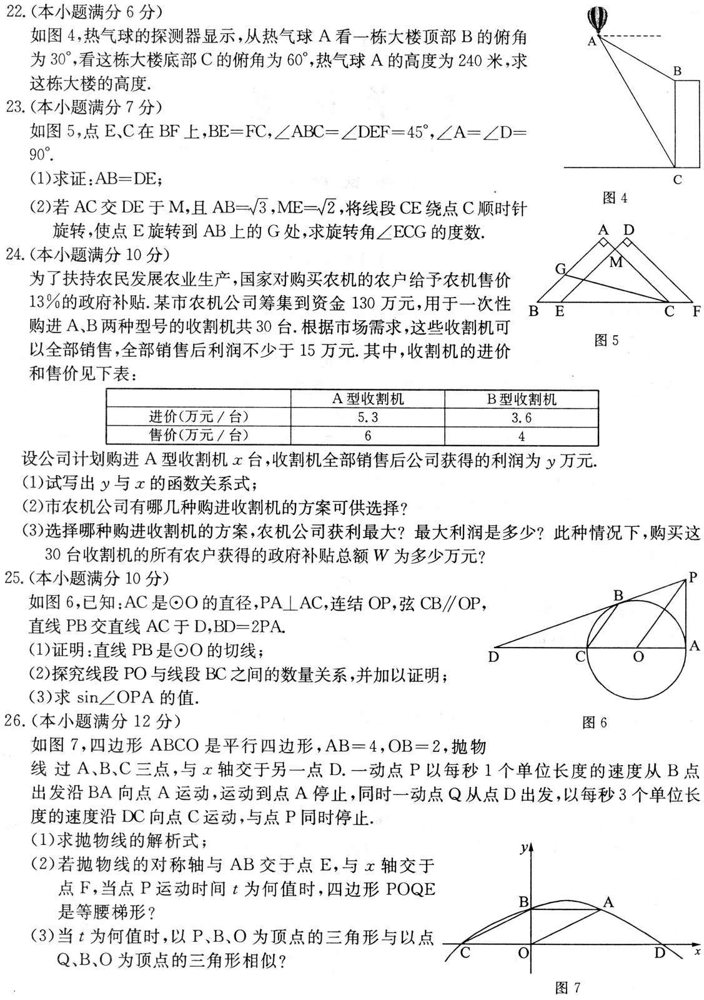 22.(本小题满分 6 分)
如图 4,热气球的探测器显示,从热气球 A 看一栋大楼顶部 B 的俯角
为 30°,看这栋大楼底部 C 的俯角为 60°,热气球 A 的高度为 240 米,求
这栋大楼的高度.
A
B
C
图 4
23.(本小题满分 7 分)
如图 5,点 E、C 在 BF 上,BE=FC,∠ABC=∠DEF=45°,∠A=∠D=
90°.
(1)求证:AB=DE;
(2)若 AC 交 DE 于 M,且 AB=√3,ME=√2,将线段 CE 绕点 C 顺时针
旋转,使点 E 旋转到 AB 上的 G 处,求旋转角∠ECG 的度数.
A D
M
G
B E C F
图 5
24.(本小题满分 10 分)
为了扶持农民发展农业生产,国家对购买农机的农户给予农机售价
13%的政府补贴.某市农机公司筹集到资金 130 万元,用于一次性
购进 A、B 两种型号的收割机共 30 台.根据市场需求,这些收割机可
以全部销售,全部销售后利润不少于 15 万元.其中,收割机的进价
和售价见下表:
A 型收割机 B 型收割机
进价(万元/台) 5.3 3.6
售价(万元/台) 6 4
设公司计划购进 A 型收割机 x 台,收割机全部销售后公司获得的利润为 y 万元.
(1)试写出 y 与 x 的函数关系式;
(2)市农机公司有哪几种购进收割机的方案可供选择?
(3)选择哪种购进收割机的方案,农机公司获利最大?最大利润是多少?此种情况下,购买这
30 台收割机的所有农户获得的政府补贴总额 W 为多少万元?
25.(本小题满分 10 分)
如图 6,已知:AC 是⊙O 的直径,PA⊥AC,连结 OP,弦 CB∥OP,
直线 PB 交直线 AC 于 D,BD=2PA.
(1)证明:直线 PB 是⊙O 的切线;
(2)探究线段 PO 与线段 BC 之间的数量关系,并加以证明;
(3)求 sin∠OPA 的值.
P
B
D C O A
图 6
26.(本小题满分 12 分)
如图 7,四边形 ABCO 是平行四边形,AB=4,OB=2,抛物
线 过 A、B、C 三点,与 x 轴交于另一点 D.一动点 P 以每秒 1 个单位长度的速度从 B 点
出发沿 BA 向点 A 运动,运动到点 A 停止,同时一动点 Q 从点 D 出发,以每秒 3 个单位长
度的速度沿 DC 向点 C 运动,与点 P 同时停止.
(1)求抛物线的解析式;
(2)若抛物线的对称轴与 AB 交于点 E,与 x 轴交于
点 F,当点 P 运动时间 t 为何值时,四边形 POQE
是等腰梯形?
(3)当 t 为何值时,以 P、B、O 为顶点的三角形与以点
Q、B、O 为顶点的三角形相似?
y
B A
C O D x
图 7